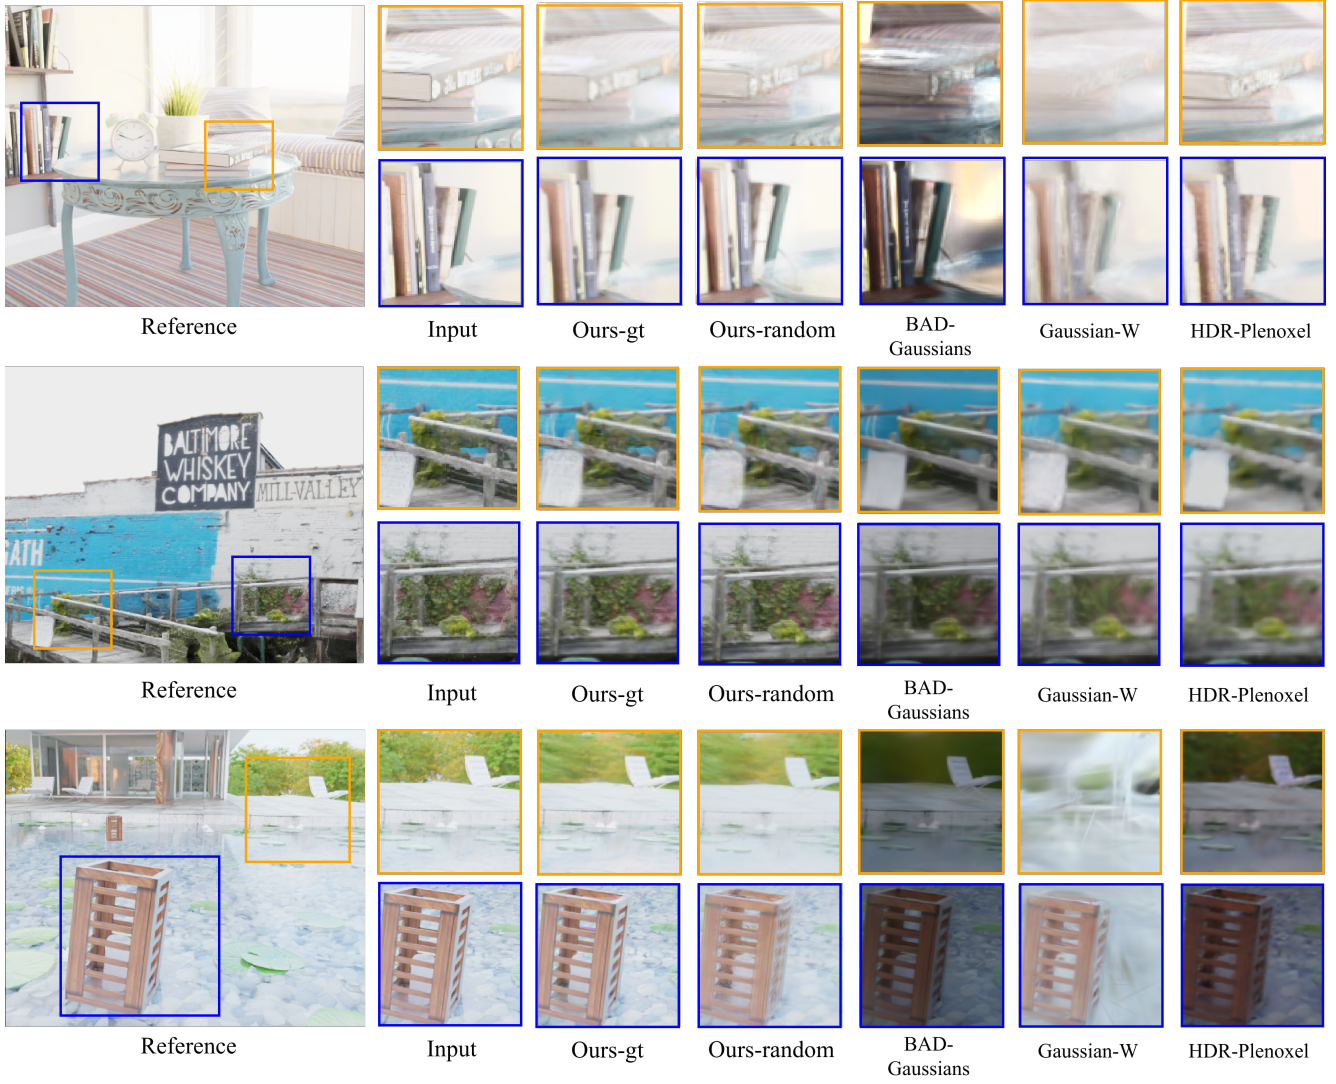 Reference
Input
Ours-gt
Ours-random
BAD-
Gaussians
Gaussian-W
HDR-Plenoxel
BALTIMORE
WHISKEY
COMPANY
MILL-VALLEY
ATH
Reference
Input
Ours-gt
Ours-random
BAD-
Gaussians
Gaussian-W
HDR-Plenoxel
Reference
Input
Ours-gt
Ours-random
BAD-
Gaussians
Gaussian-W
HDR-Plenoxel